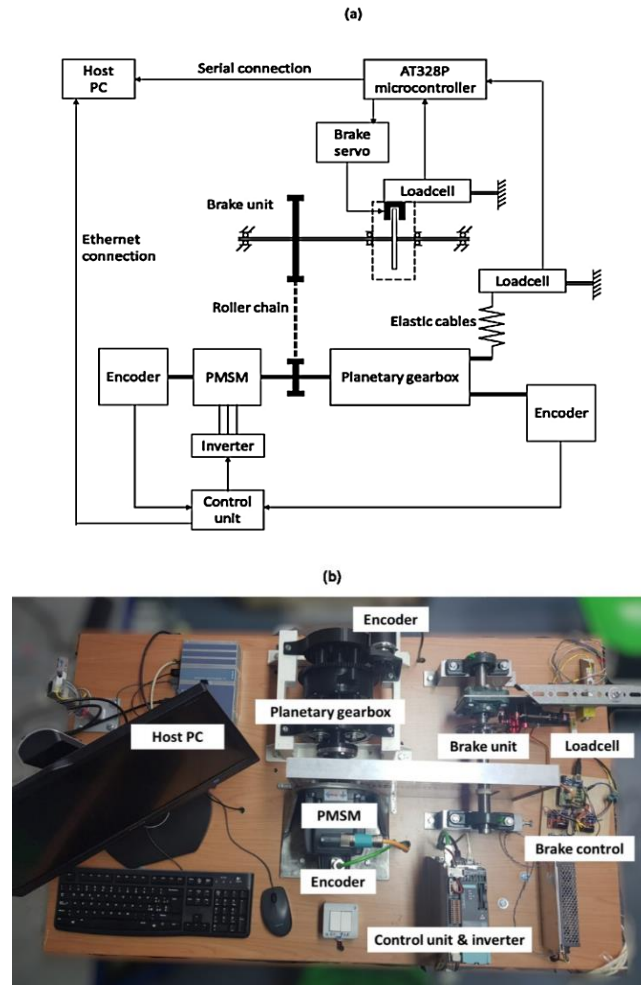 (a)
Host
PC
Serial connection
AT328P
microcontroller
Brake
servo
Loadcell
Brake unit
Ethernet
connection
Loadcell
Roller chain
Elastic cables
Encoder
PMSM
Planetary gearbox
Encoder
Inverter
Control
unit
(b)
Encoder
Planetary gearbox
Host PC
Brake unit
Loadcell
PMSM
Brake control
Encoder
Control unit & inverter